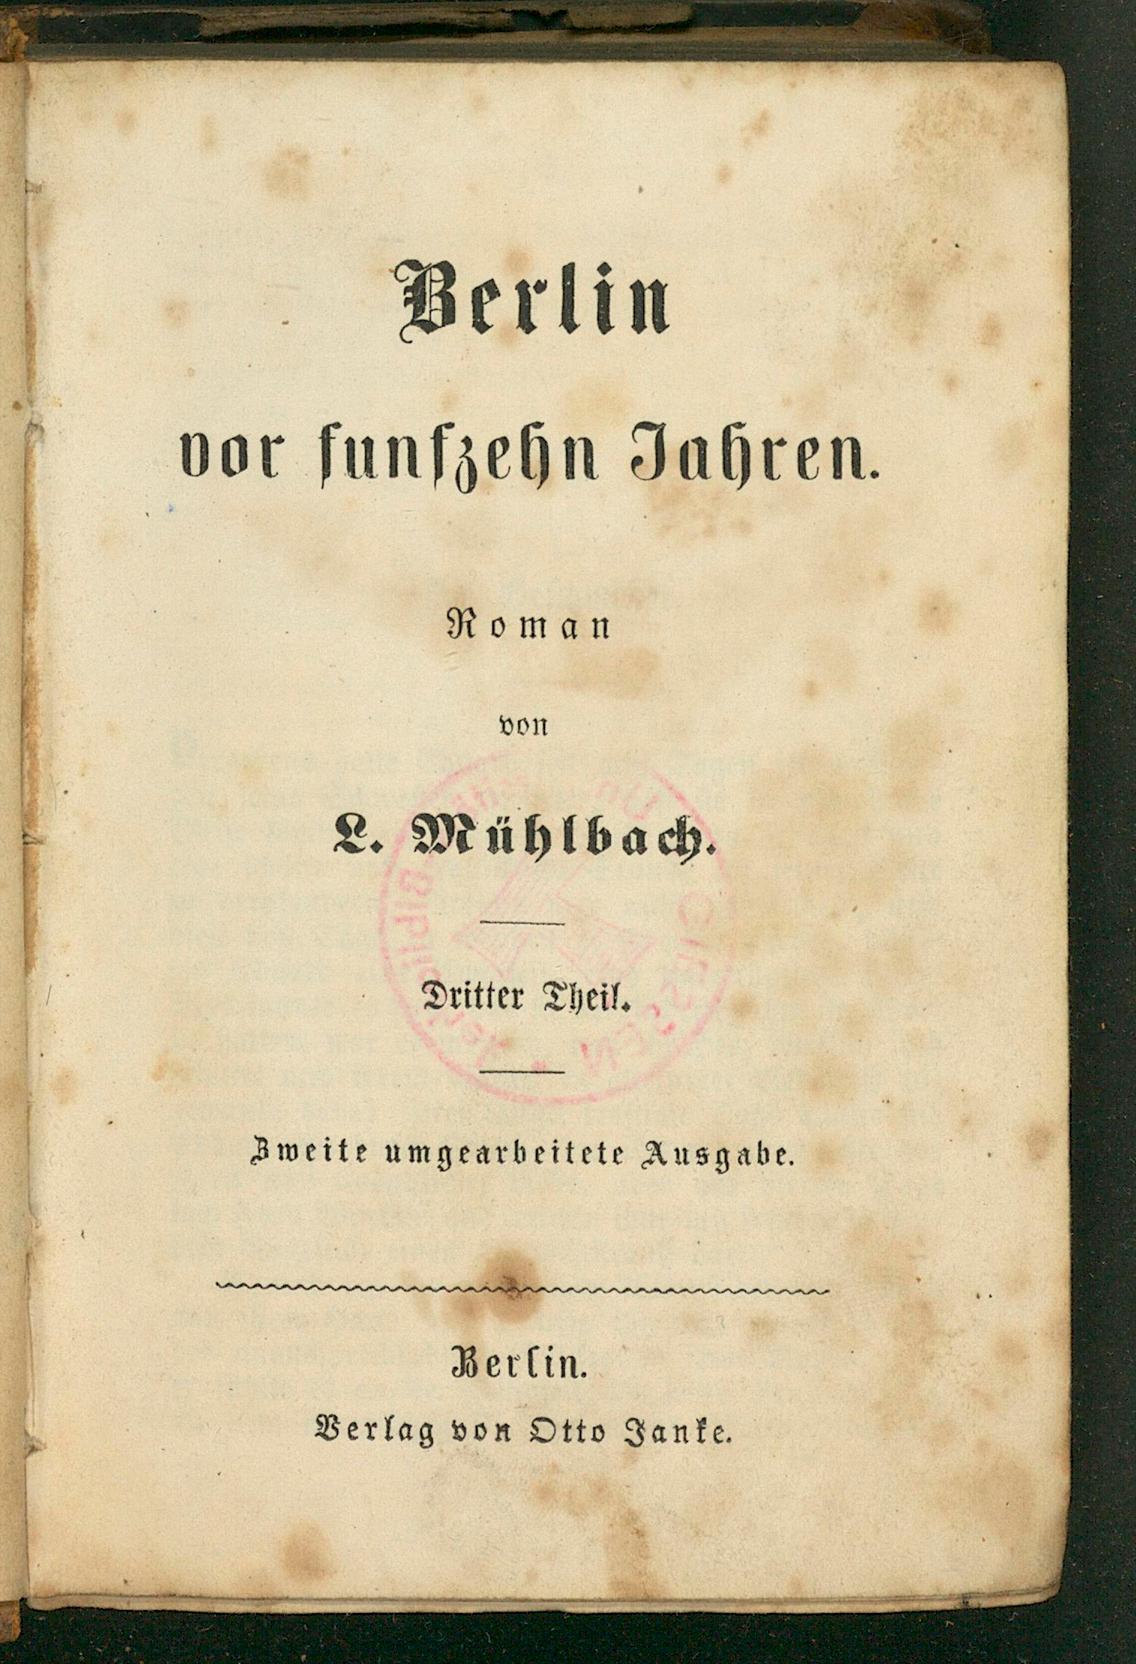 Berlin
vor funfzehn Jahren.
Roman
von
L. Mühlbach.
Dritter Theil.
Zweite umgearbeitete Ausgabe.
Berlin.
Verlag von Otto Janke.